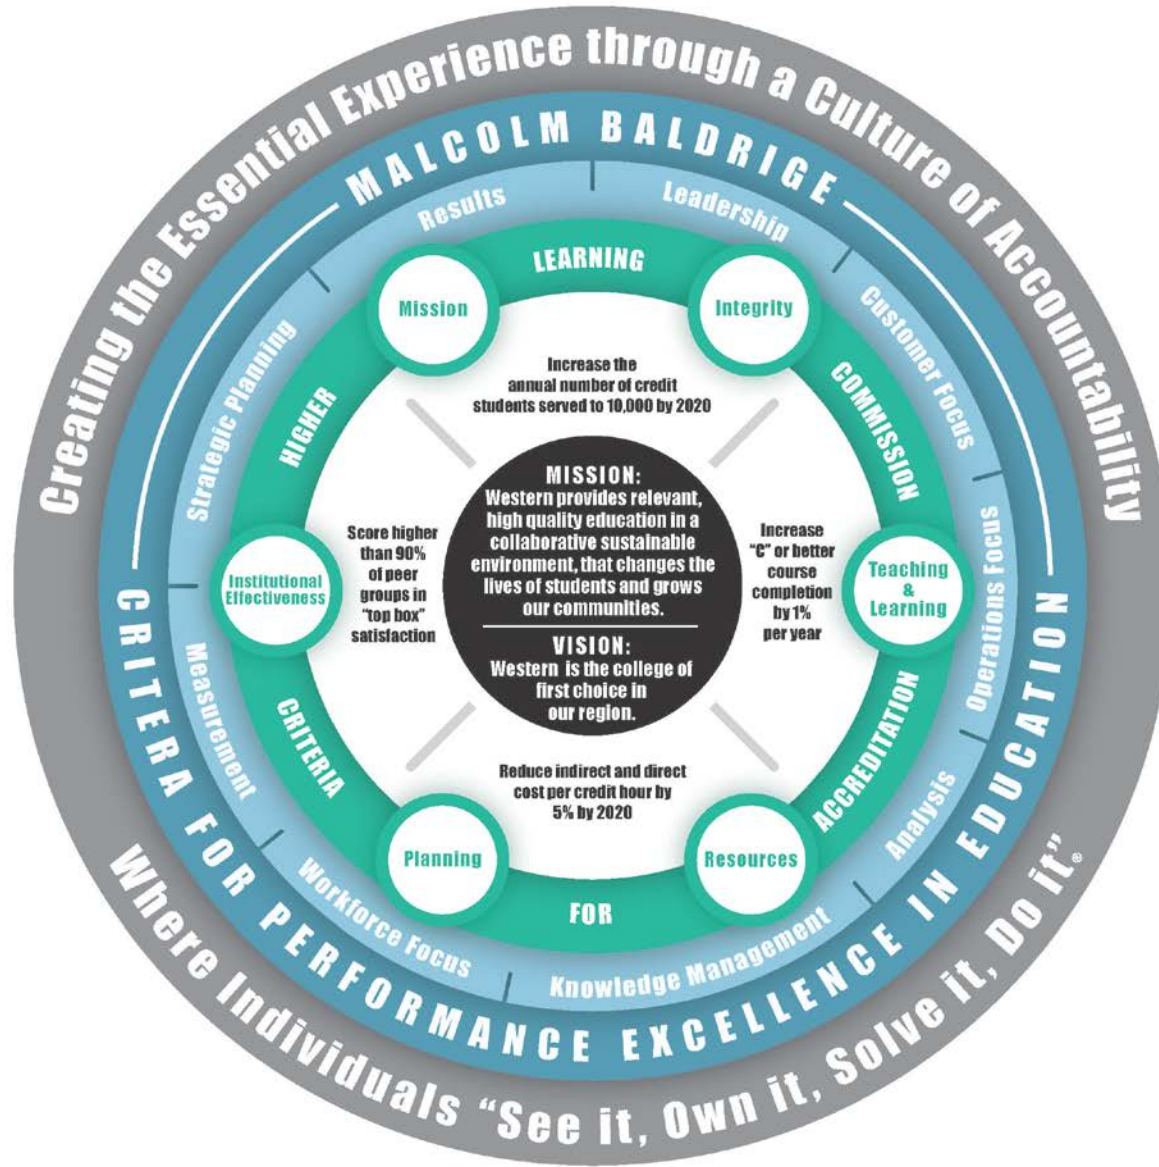 Creating the Essential Experience through a Culture of Accountability
Where Individuals “See it, Own it, Solve it, Do it”®
MALCOLM BALDRIGE
CRITERA FOR PERFORMANCE EXCELLENCE IN EDUCATION
Results
Leadership
Customer Focus
Operations Focus
Analysis
Knowledge Management
Workforce Focus
Measurement
Strategic Planning
HIGHER
LEARNING
COMMISSION
ACCREDITATION
FOR
CRITERIA
Mission
Integrity
Teaching
&
Learning
Resources
Planning
Institutional
Effectiveness
Increase the
annual number of credit
students served to 10,000 by 2020
Increase
“C” or better
course
completion
by 1%
per year
Reduce indirect and direct
cost per credit hour by
5% by 2020
Score higher
than 90%
of peer
groups in
“top box”
satisfaction
MISSION:
Western provides relevant,
high quality education in a
collaborative sustainable
environment, that changes the
lives of students and grows
our communities.
VISION:
Western is the college of
first choice in
our region.